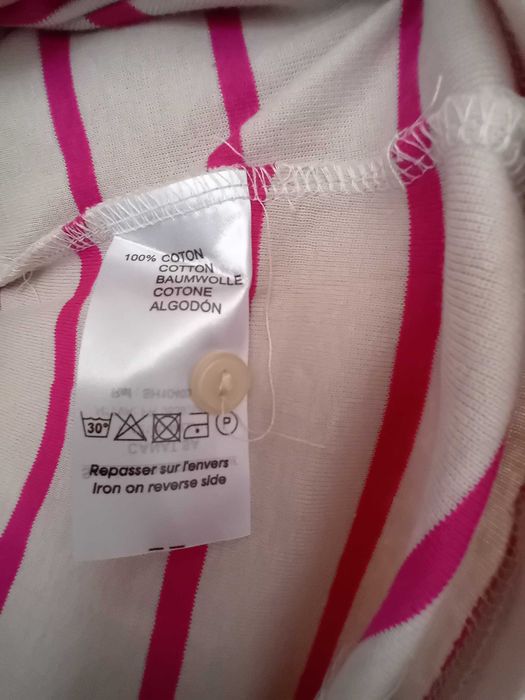 100% COTON
COTTON
BAUMWOLLE
COTONE
ALGODÓN
30° P
Repasser sur l'envers
Iron on reverse side